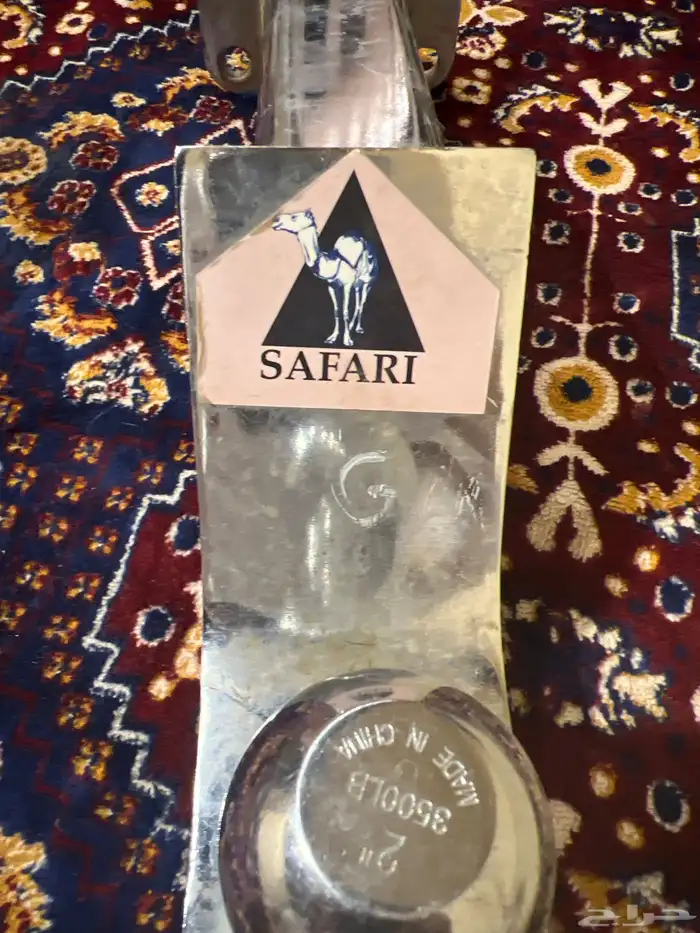 SAFARI
G
MADE IN CHINA
3500LB
2"
حراج